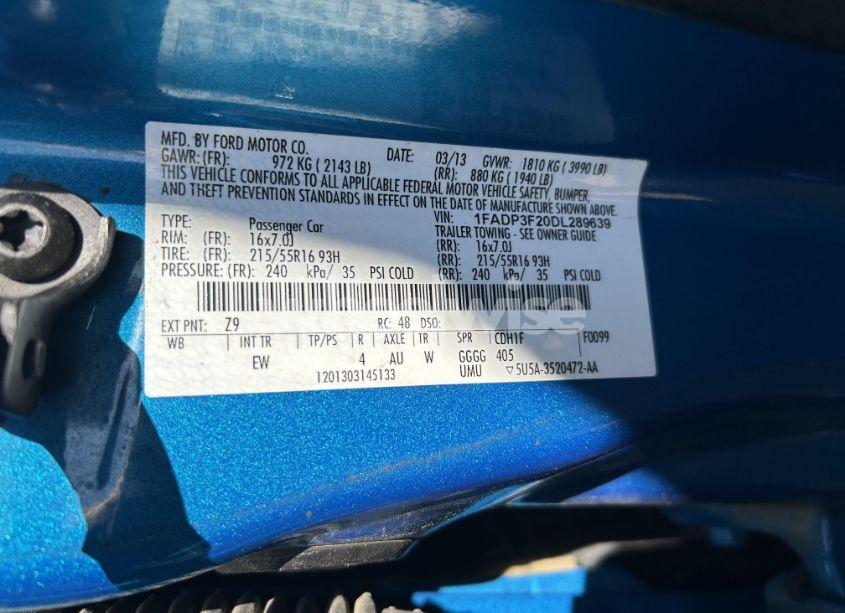 MFD. BY FORD MOTOR CO. DATE: 03/13 GVWR: 1810 KG ( 3990 LB)
GAWR: (FR): 972 KG ( 2143 LB) (RR): 880 KG ( 1940 LB)
THIS VEHICLE CONFORMS TO ALL APPLICABLE FEDERAL MOTOR VEHICLE SAFETY, BUMPER,
AND THEFT PREVENTION STANDARDS IN EFFECT ON THE DATE OF MANUFACTURE SHOWN ABOVE.
VIN: 1FADP3F20DL289639
TYPE: Passenger Car TRAILER TOWING - SEE OWNER GUIDE
RIM: (FR): 16x7.0J (RR): 16x7.0J
TIRE: (FR): 215/55R16 93H (RR): 215/55R16 93H
PRESSURE: (FR): 240 kPa/ 35 PSI COLD (RR): 240 kPa/ 35 PSI COLD
EXT PNT: Z9 RC: 48 DSO:
WB INT TR TP/PS R AXLE TR SPR CDH1F F0099
EW 4 AU W GGGG 405
1201303145133 UMU ▽5U5A-3520472-AA